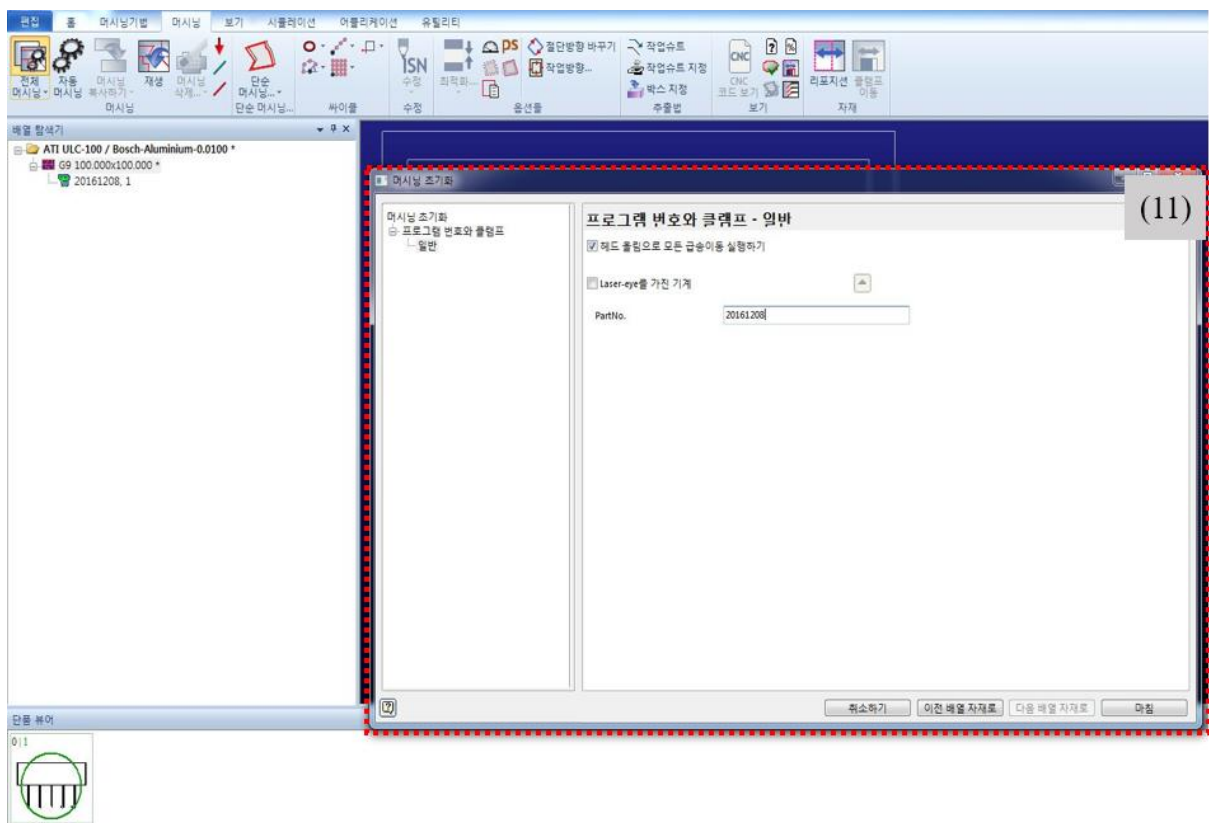 편집 홈 머시닝기법 머시닝 보기 시뮬레이션 어플리케이션 유틸리티
PS 절단방향 바꾸기 작업슈트
ISN 작업방향... 작업슈트 지정 CNC
전체 머시닝 자동 머시닝 머시닝 복사하기 재생 머시닝 삭제... 단순 머시닝... 수정 최적화... 박스 지정 CNC 코드 보기 리포지션 클램프 이동
머시닝 단순 머시닝... 싸이클 수정 옵션들 추출법 보기 자재
배열 탐색기
ATI ULC-100 / Bosch-Aluminium-0.0100 *
G9 100.000x100.000 *
20161208, 1
머시닝 초기화
(11)
머시닝 초기화
프로그램 번호와 클램프
일반
프로그램 번호와 클램프 - 일반
헤드 올림으로 모든 급송이동 실행하기
Laser-eye를 가진 기계
PartNo. 20161208
취소하기 이전 배열 자재로 다음 배열 자재로 마침
단품 뷰어
0|1